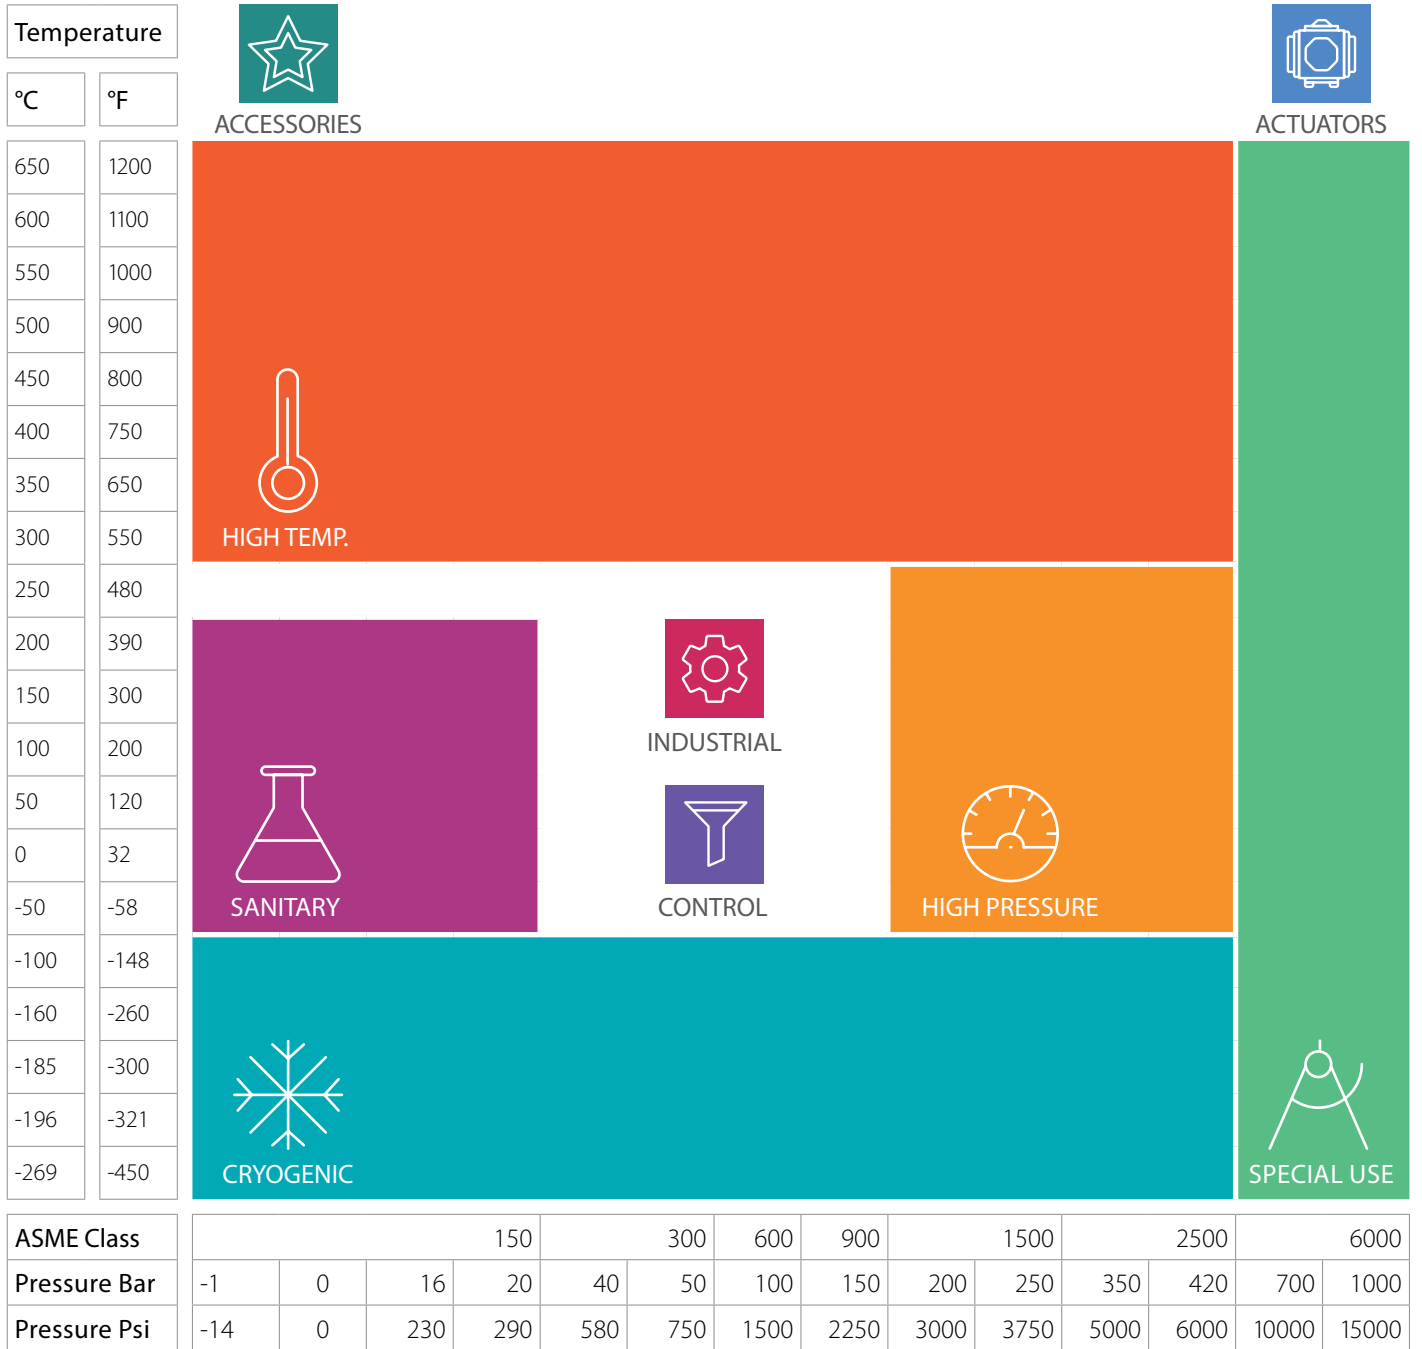 Temperature
°C °F
ACCESSORIES ACTUATORS
650 1200
600 1100
550 1000
500 900
450 800
400 750
350 650
300 550
HIGH TEMP.
250 480
200 390
150 300
100 200
INDUSTRIAL
50 120
0 32
-50 -58
SANITARY CONTROL HIGH PRESSURE
-100 -148
-160 -260
-185 -300
-196 -321
-269 -450
CRYOGENIC SPECIAL USE
ASME Class 150 300 600 900 1500 2500 6000
Pressure Bar -1 0 16 20 40 50 100 150 200 250 350 420 700 1000
Pressure Psi -14 0 230 290 580 750 1500 2250 3000 3750 5000 6000 10000 15000